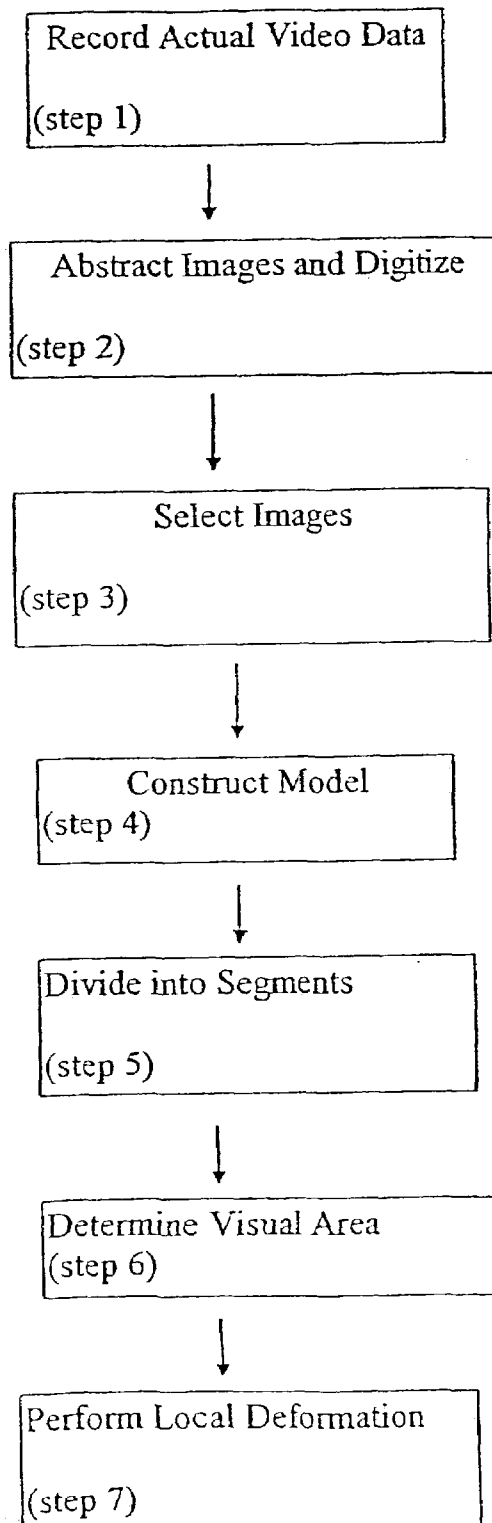 Record Actual Video Data
(step 1)
Abstract Images and Digitize
(step 2)
Select Images
(step 3)
Construct Model
(step 4)
Divide into Segments
(step 5)
Determine Visual Area
(step 6)
Perform Local Deformation
(step 7)